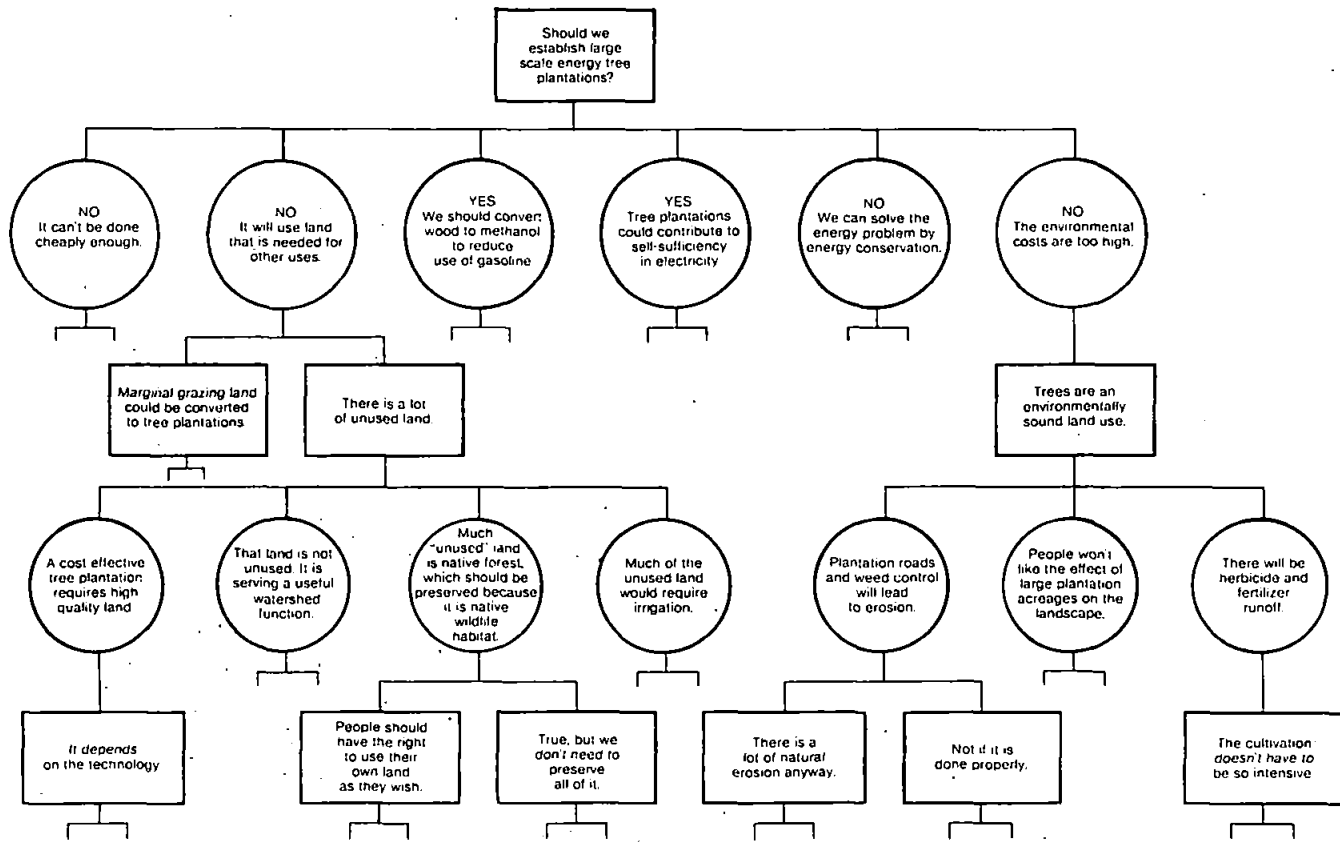 Should we
establish large
scale energy tree
plantations?
NO
It can't be done
cheaply enough.
NO
It will use land
that is needed for
other uses.
YES
We should convert
wood to methanol
to reduce
use of gasoline
YES
Tree plantations
could contribute to
self-sufficiency
in electricity
NO
We can solve the
energy problem by
energy conservation.
NO
The environmental
costs are too high.
Marginal grazing land
could be converted
to tree plantations
There is a lot
of unused land.
Trees are an
environmentally
sound land use.
A cost effective
tree plantation
requires high
quality land
That land is not
unused. It is
serving a useful
watershed
function.
Much
"unused" land
is native forest,
which should be
preserved because
it is native
wildlife
habitat.
Much of the
unused land
would require
irrigation.
Plantation roads
and weed control
will lead
to erosion.
People won't
like the effect of
large plantation
acreages on the
landscape.
There will be
herbicide and
fertilizer
runoff.
It depends
on the technology
People should
have the right
to use their
own land
as they wish.
True, but we
don't need to
preserve
all of it.
There is a
lot of natural
erosion anyway.
Not if it is
done properly.
The cultivation
doesn't have to
be so intensive